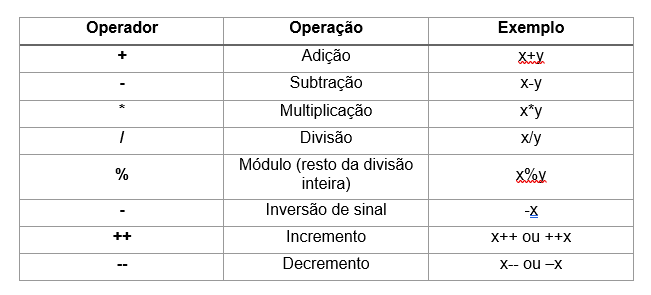 Operador Operação Exemplo
+ Adição x+y
- Subtração x-y
* Multiplicação x*y
/ Divisão x/y
% Módulo (resto da divisão
inteira) x%y
- Inversão de sinal -x
++ Incremento x++ ou ++x
-- Decremento x-- ou –x